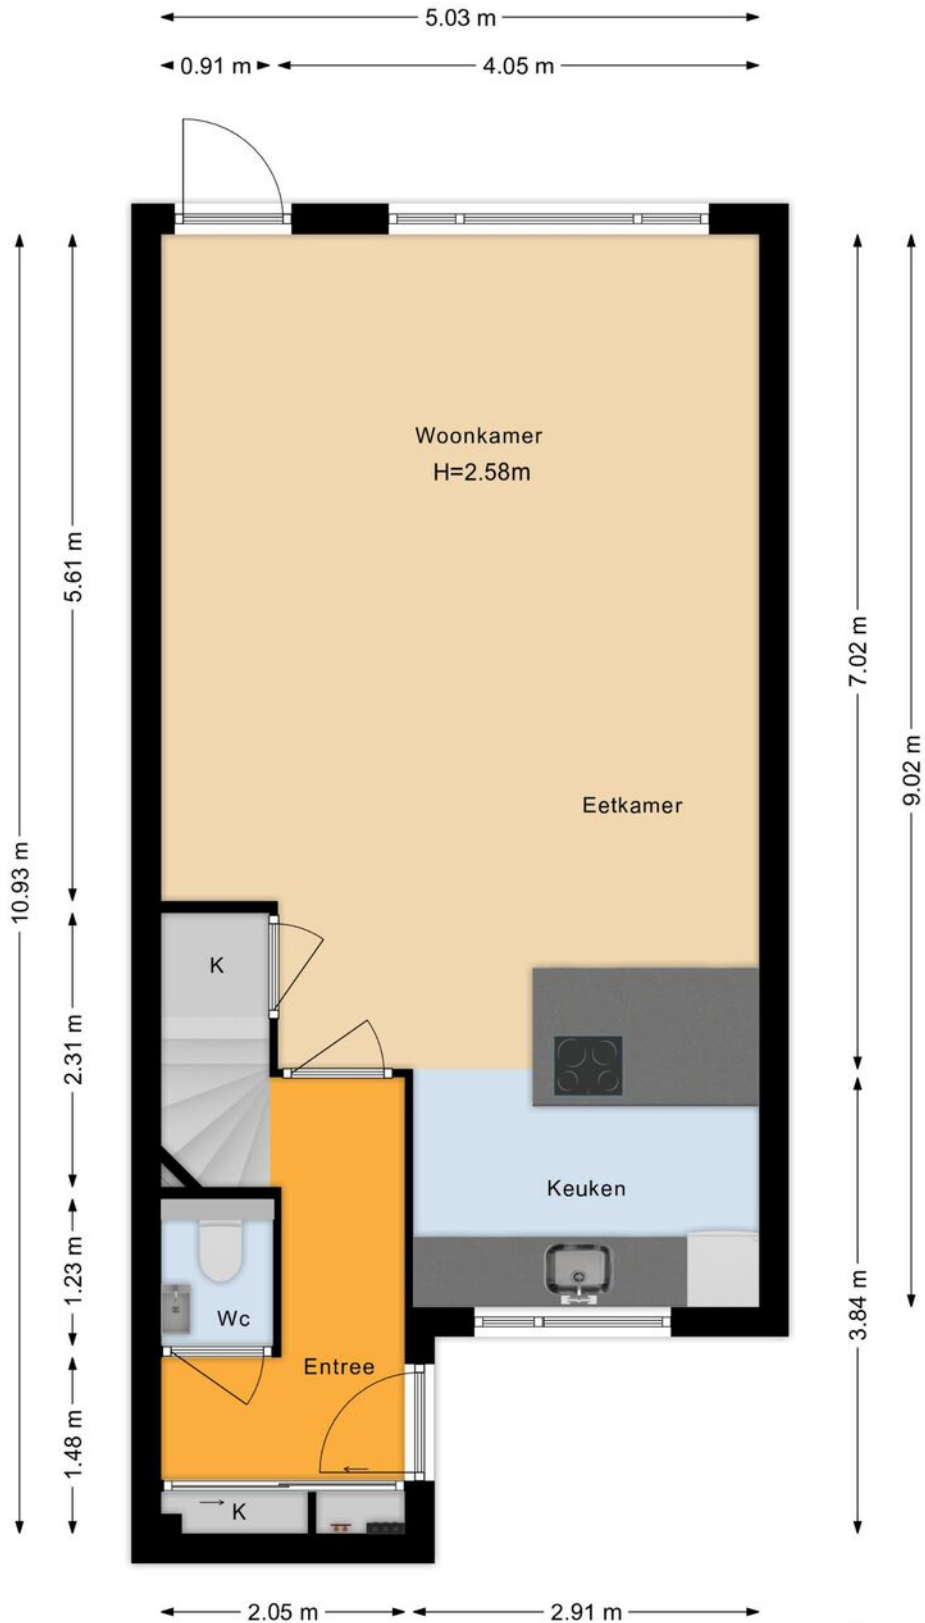 5.03 m
0.91 m
4.05 m
Woonkamer
H=2.58m
5.61 m
7.02 m
9.02 m
Eetkamer
10.93 m
K
2.31 m
Keuken
1.23 m
Wc
3.84 m
Entree
1.48 m
K
2.05 m
2.91 m